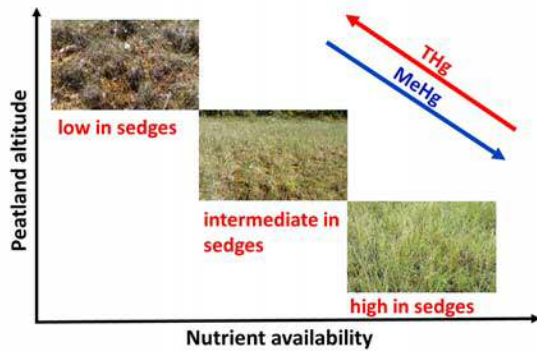 THg
MeHg
low in sedges
intermediate in
sedges
high in sedges
Peatland altitude
Nutrient availability